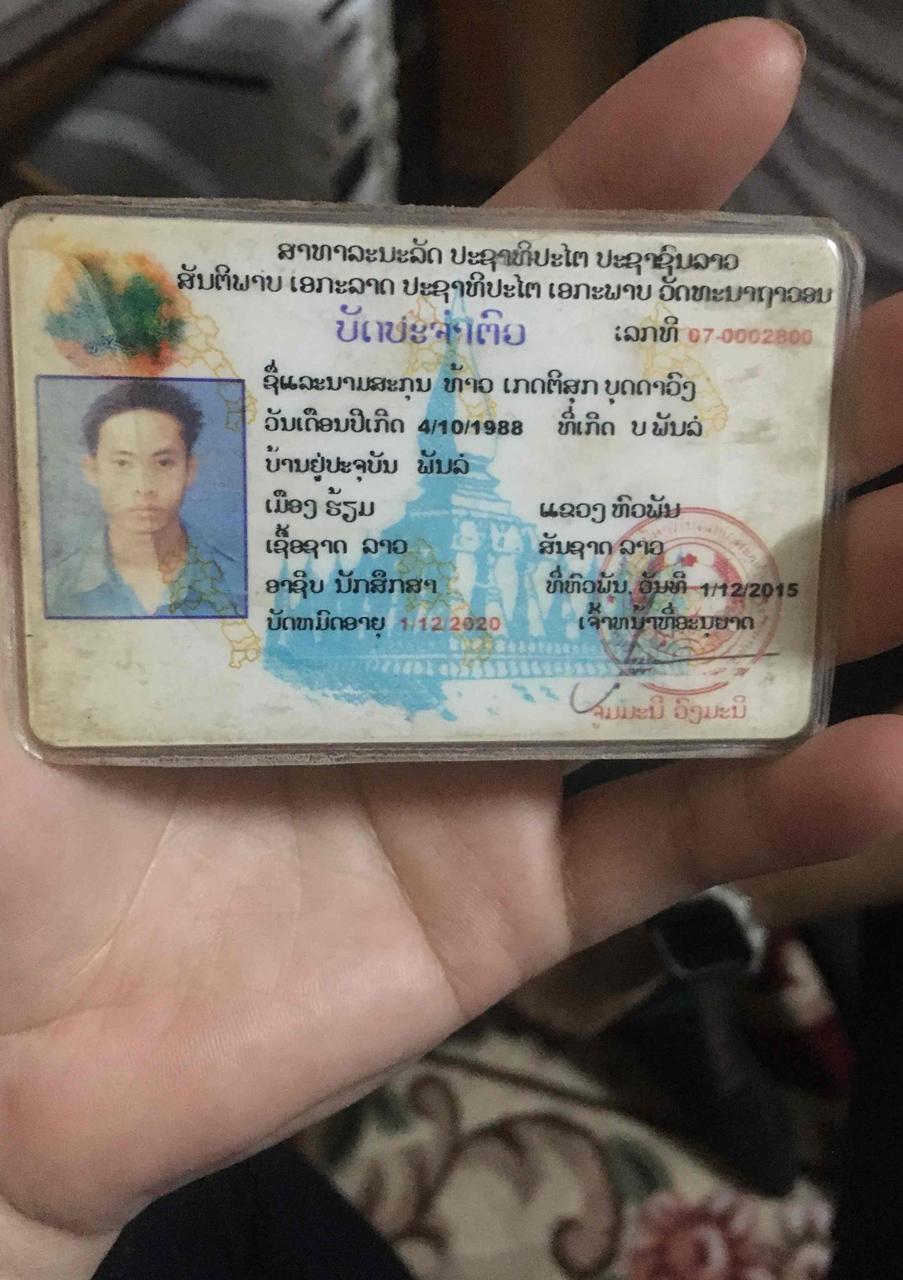 ສາທາລະນະລັດ ປະຊາທິປະໄຕ ປະຊາຊົນລາວ
ສັນຕິພາບ ເອກະລາດ ປະຊາທິປະໄຕ ເອກະພາບ ວັດທະນາຖາວອນ
ບັດປະຈຳຕົວ ເລກທີ 07-0002800
ຊື່ແລະນາມສະກຸນ ທ້າວ ເກດຕິສຸກ ບຸດດາວົງ
ວັນເດືອນປີເກີດ 4/10/1988 ທີ່ເກີດ ບ ພັນລໍ
ບ້ານຢູ່ປະຈຸບັນ ພັນລໍ
ເມືອງ ຮ້ຽມ ແຂວງ ຫົວພັນ
ເຊື້ອຊາດ ລາວ ສັນຊາດ ລາວ
ອາຊີບ ນັກສຶກສາ ທີ່ຫົວພັນ, ວັນທີ 1/12/2015
ບັດຫມົດອາຍຸ 1/12 2020 ເຈົ້າຫນ້າທີ່ອະນຸຍາດ
ຈູມມະນີ ວົງມະນີ